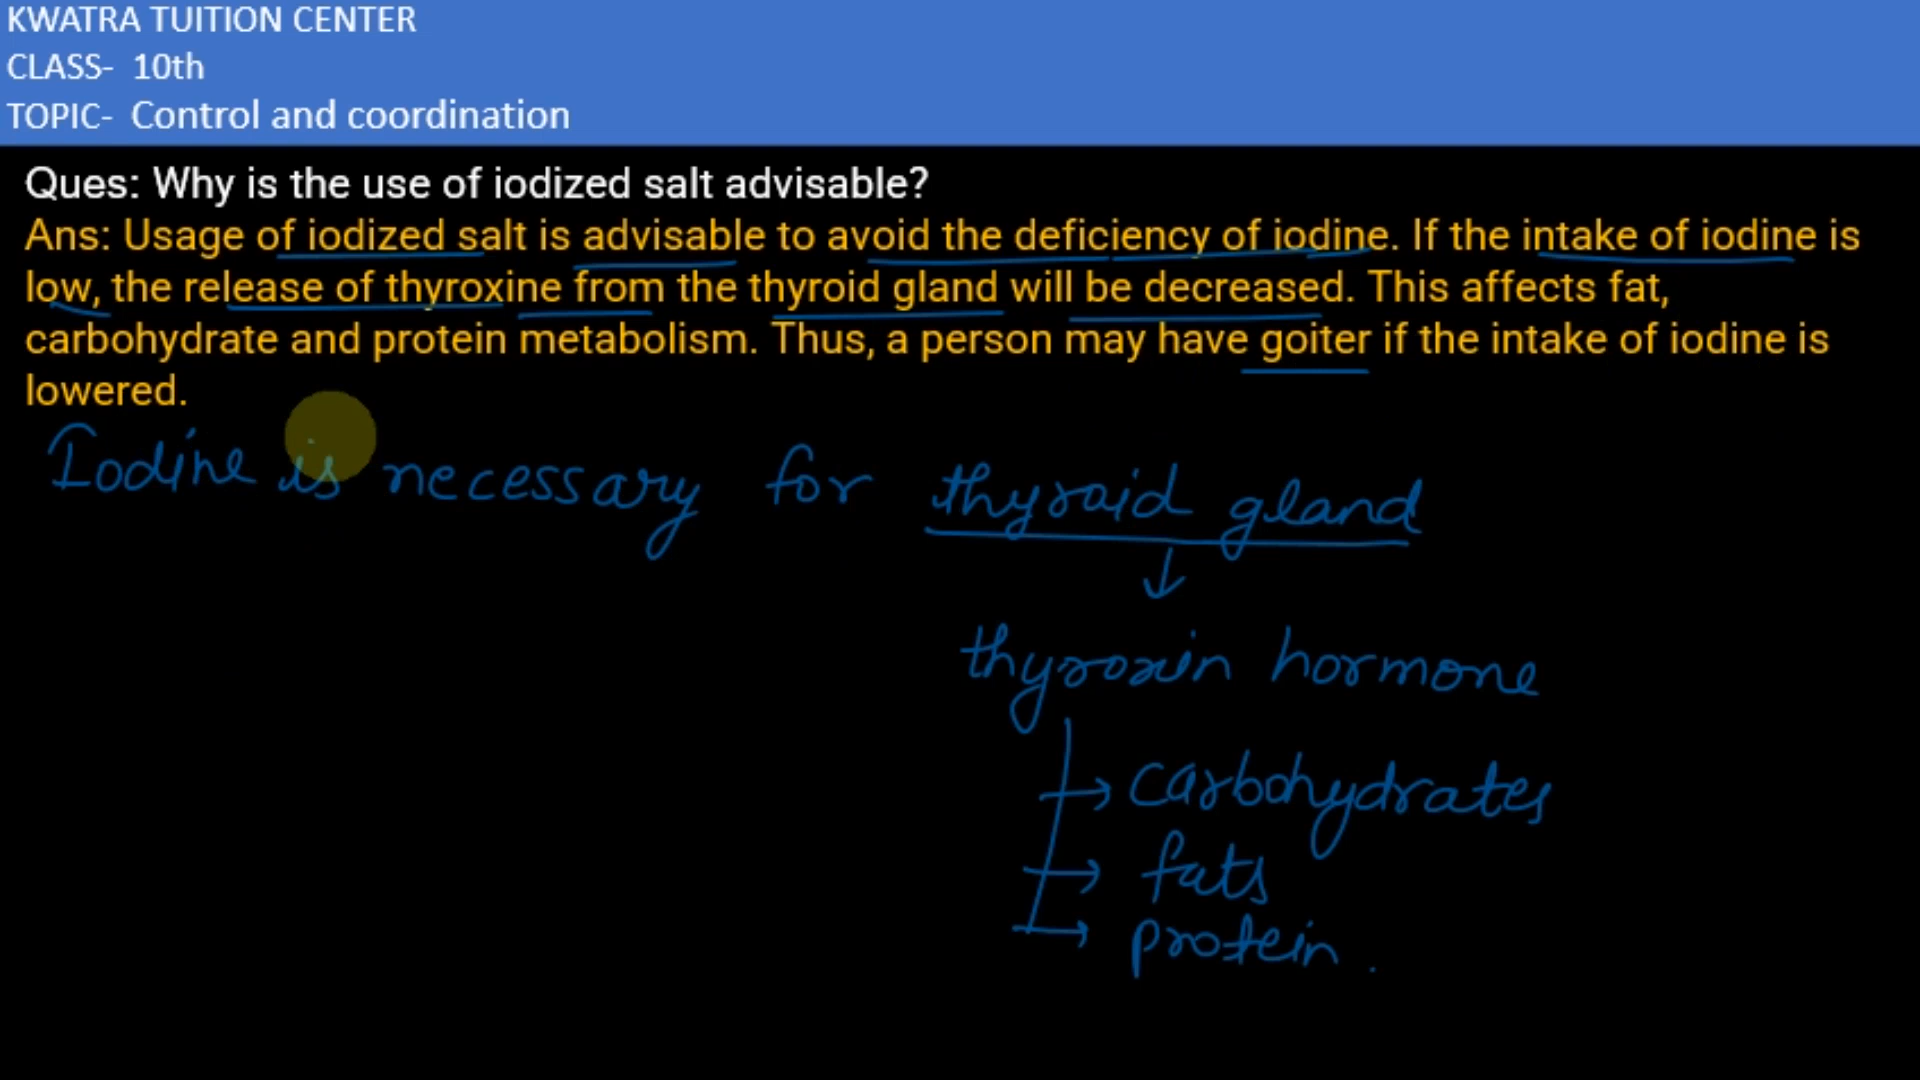 KWATRA TUITION CENTER
CLASS- 10th
TOPIC- Control and coordination
Ques: Why is the use of iodized salt advisable?
Ans: Usage of iodized salt is advisable to avoid the deficiency of iodine. If the intake of iodine is
low, the release of thyroxine from the thyroid gland will be decreased. This affects fat,
carbohydrate and protein metabolism. Thus, a person may have goiter if the intake of iodine is
lowered.
Iodine is necessary for thyroid gland
thyroxin hormone
carbohydrates
fats
protein.